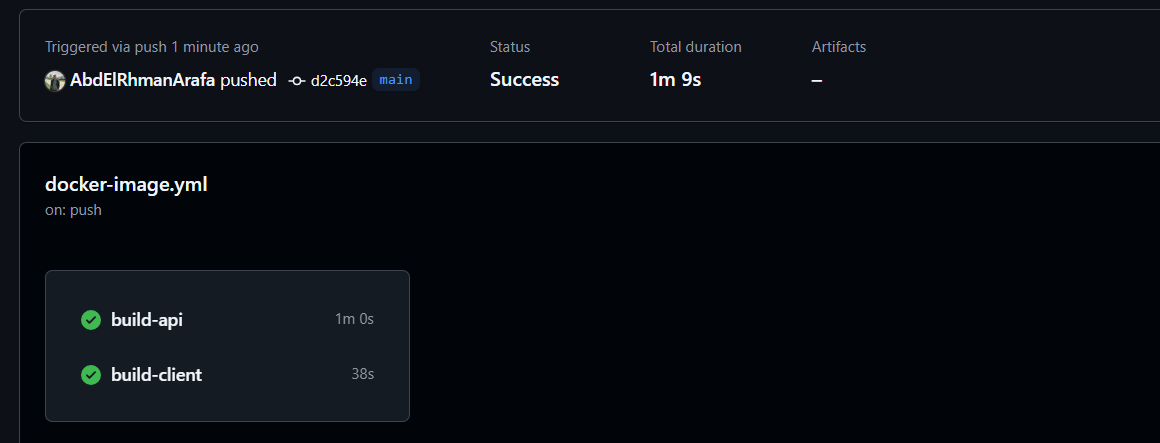 Triggered via push 1 minute ago
Status
Total duration
Artifacts
AbdElRhmanArafa pushed d2c594e main
Success
1m 9s
–
docker-image.yml
on: push
build-api 1m 0s
build-client 38s